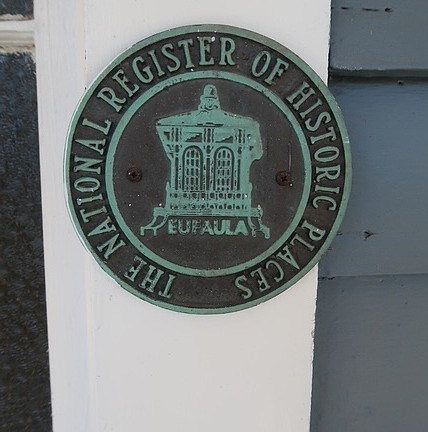 THE NATIONAL REGISTER OF HISTORIC PLACES
EUFAULA